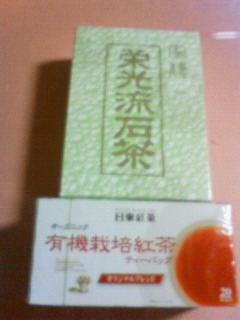 栄光流石茶
日東紅茶
オーガニック
有機栽培紅茶
ティーバッグ
オリジナルブレンド
20